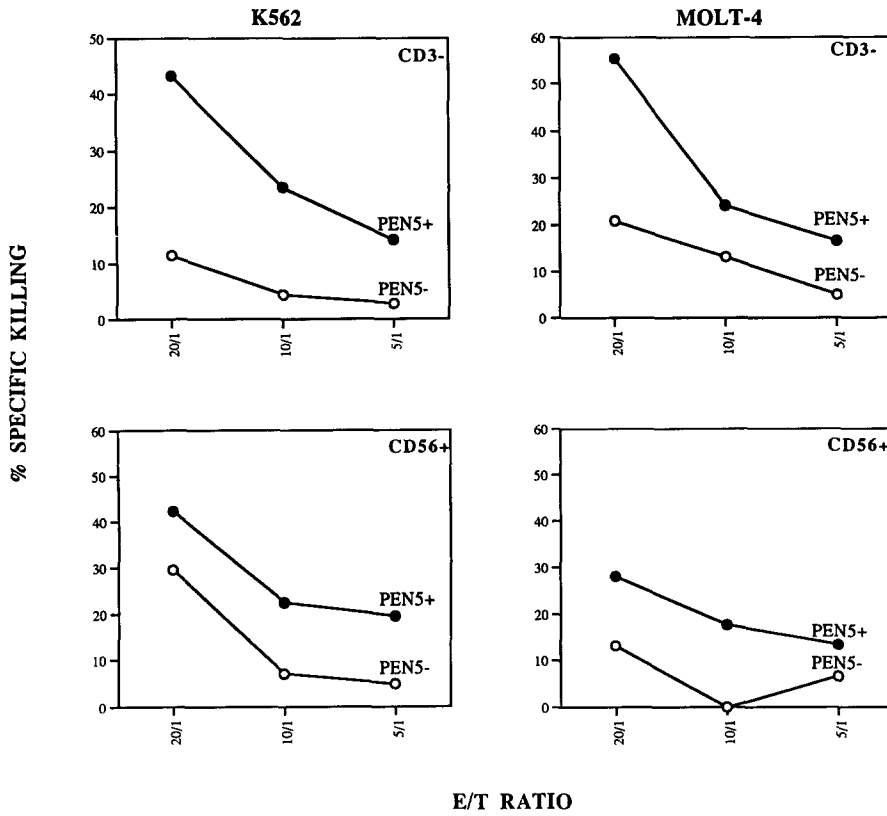 K562
MOLT-4
% SPECIFIC KILLING
50
40
30
20
10
0
CD3-
PEN5+
PEN5-
20/1
10/1
5/1
60
50
40
30
20
10
0
CD3-
PEN5+
PEN5-
20/1
10/1
5/1
60
50
40
30
20
10
0
CD56+
PEN5+
PEN5-
20/1
10/1
5/1
60
50
40
30
20
10
0
CD56+
PEN5+
PEN5-
20/1
10/1
5/1
E/T RATIO